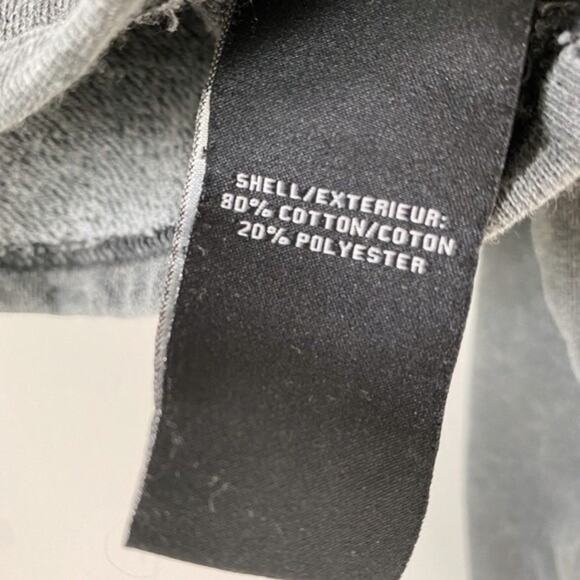 SHELL/EXTERIEUR:
80% COTTON/COTON
20% POLYESTER